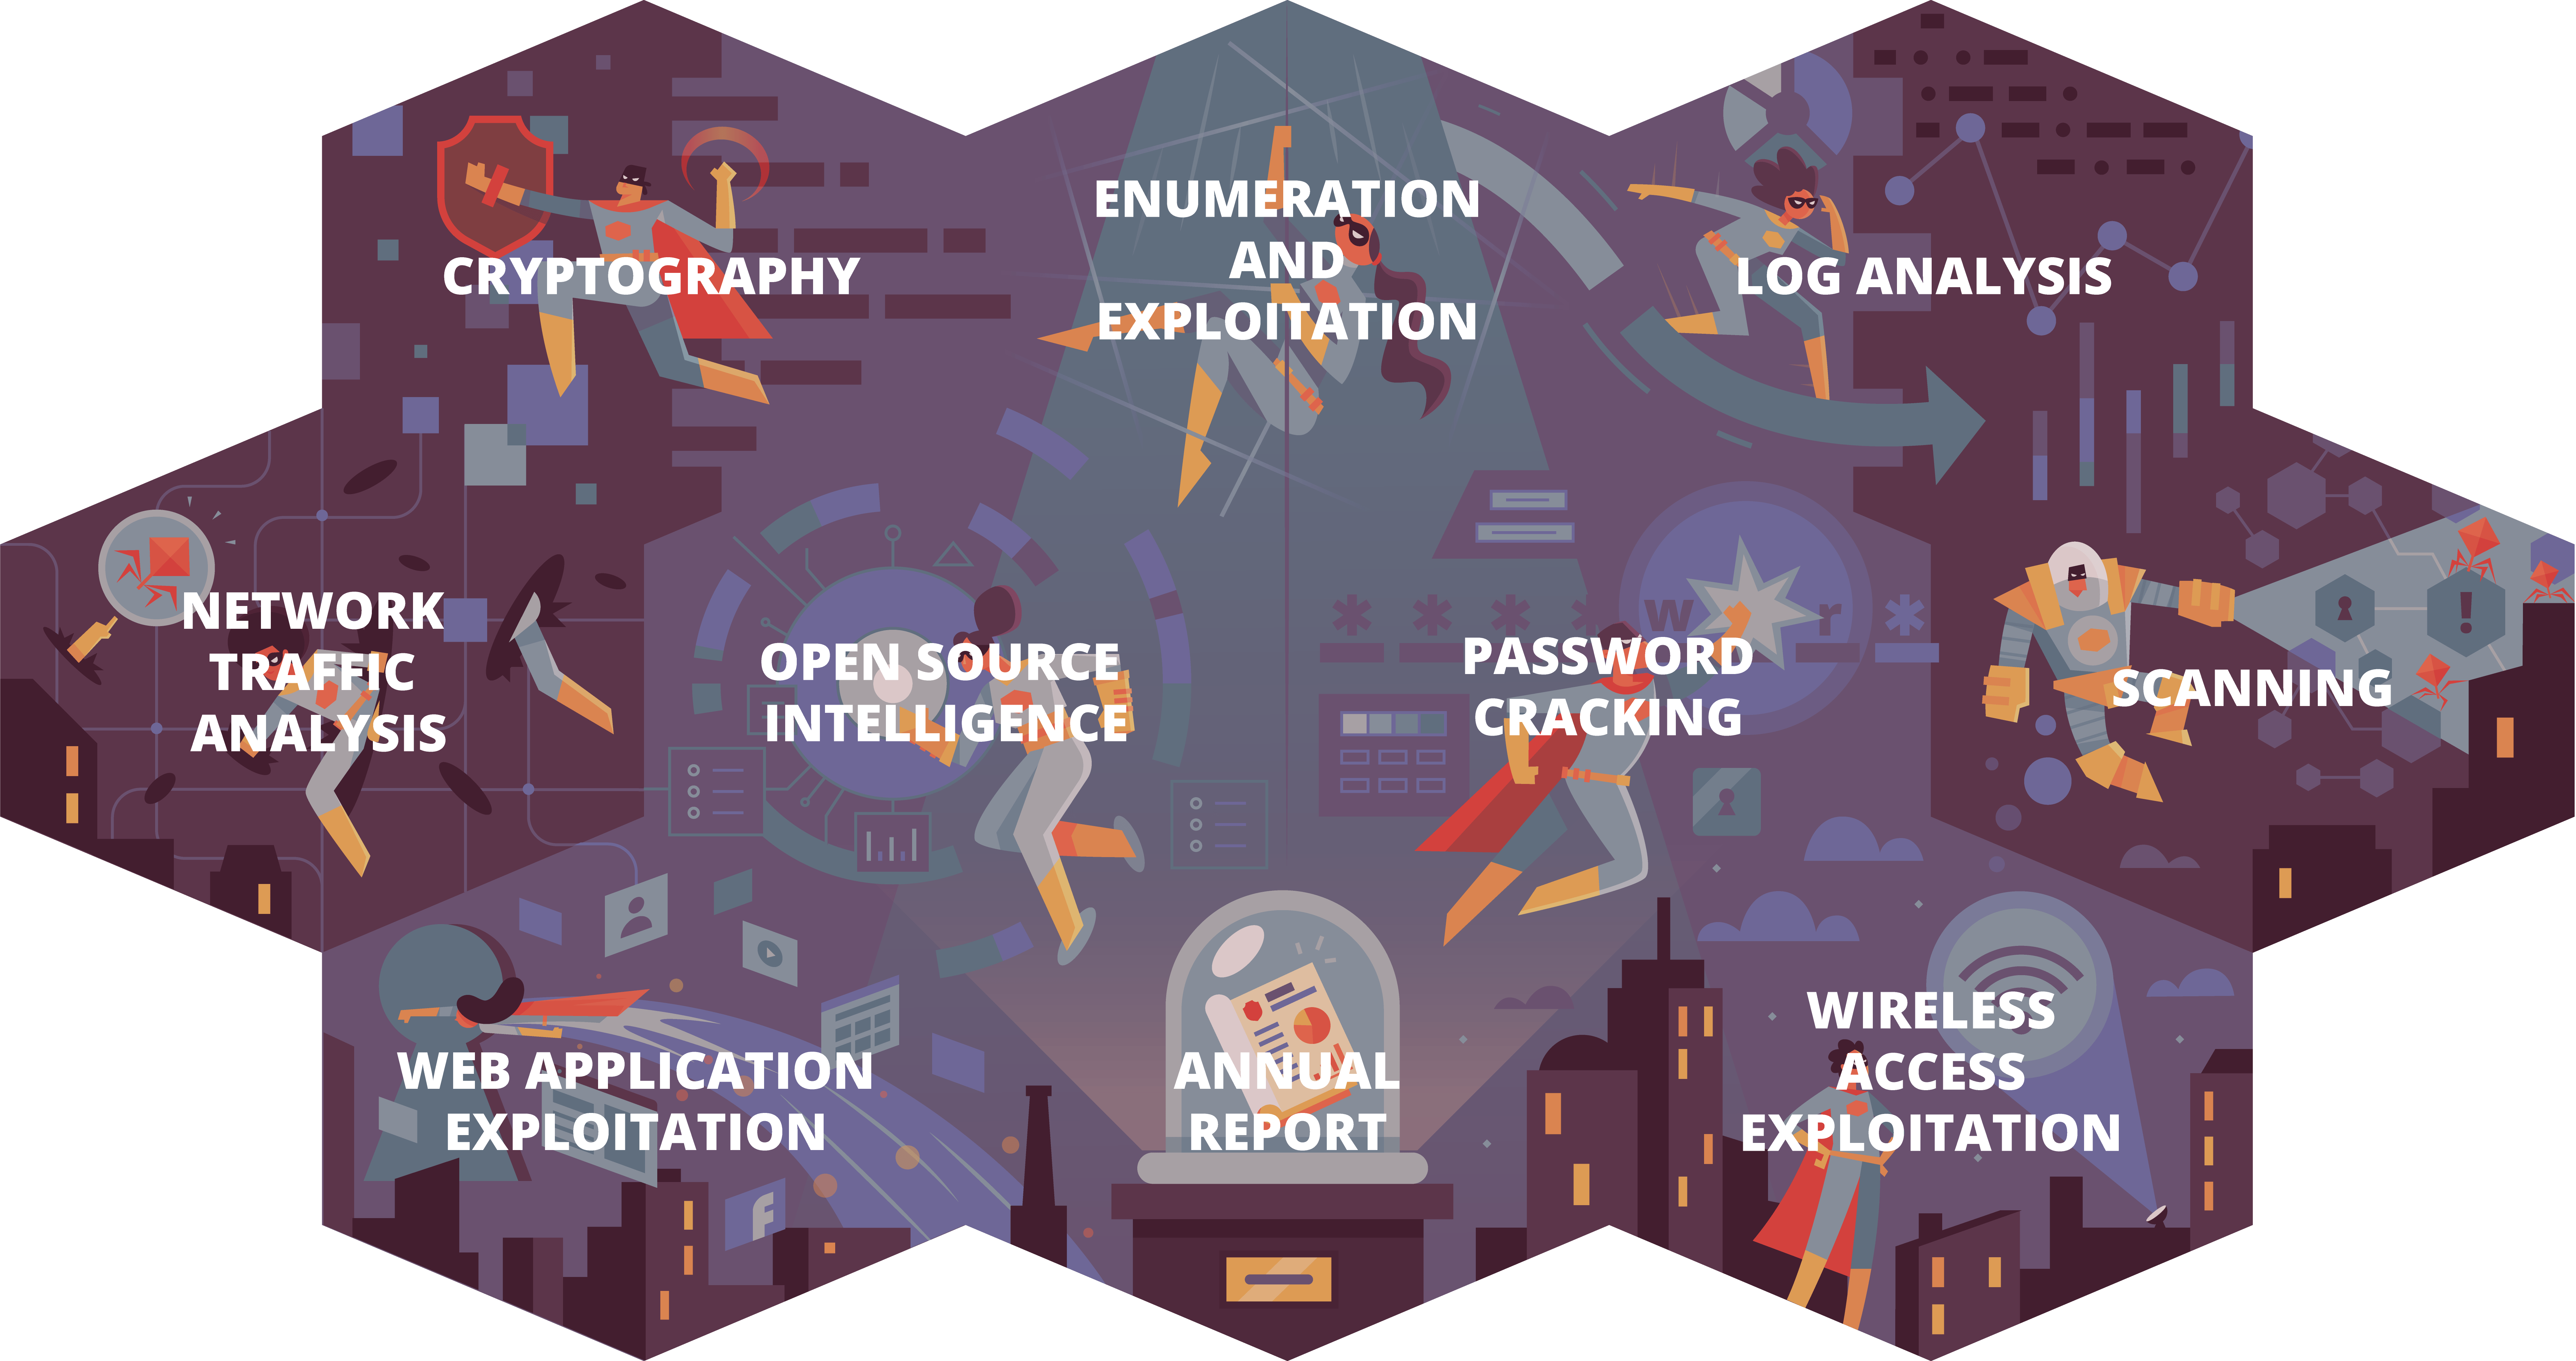 CRYPTOGRAPHY
ENUMERATION
AND
EXPLOITATION
LOG ANALYSIS
NETWORK
TRAFFIC
ANALYSIS
OPEN SOURCE
INTELLIGENCE
* * * * w r *
PASSWORD
CRACKING
!
SCANNING
WEB APPLICATION
EXPLOITATION
f
ANNUAL
REPORT
WIRELESS
ACCESS
EXPLOITATION